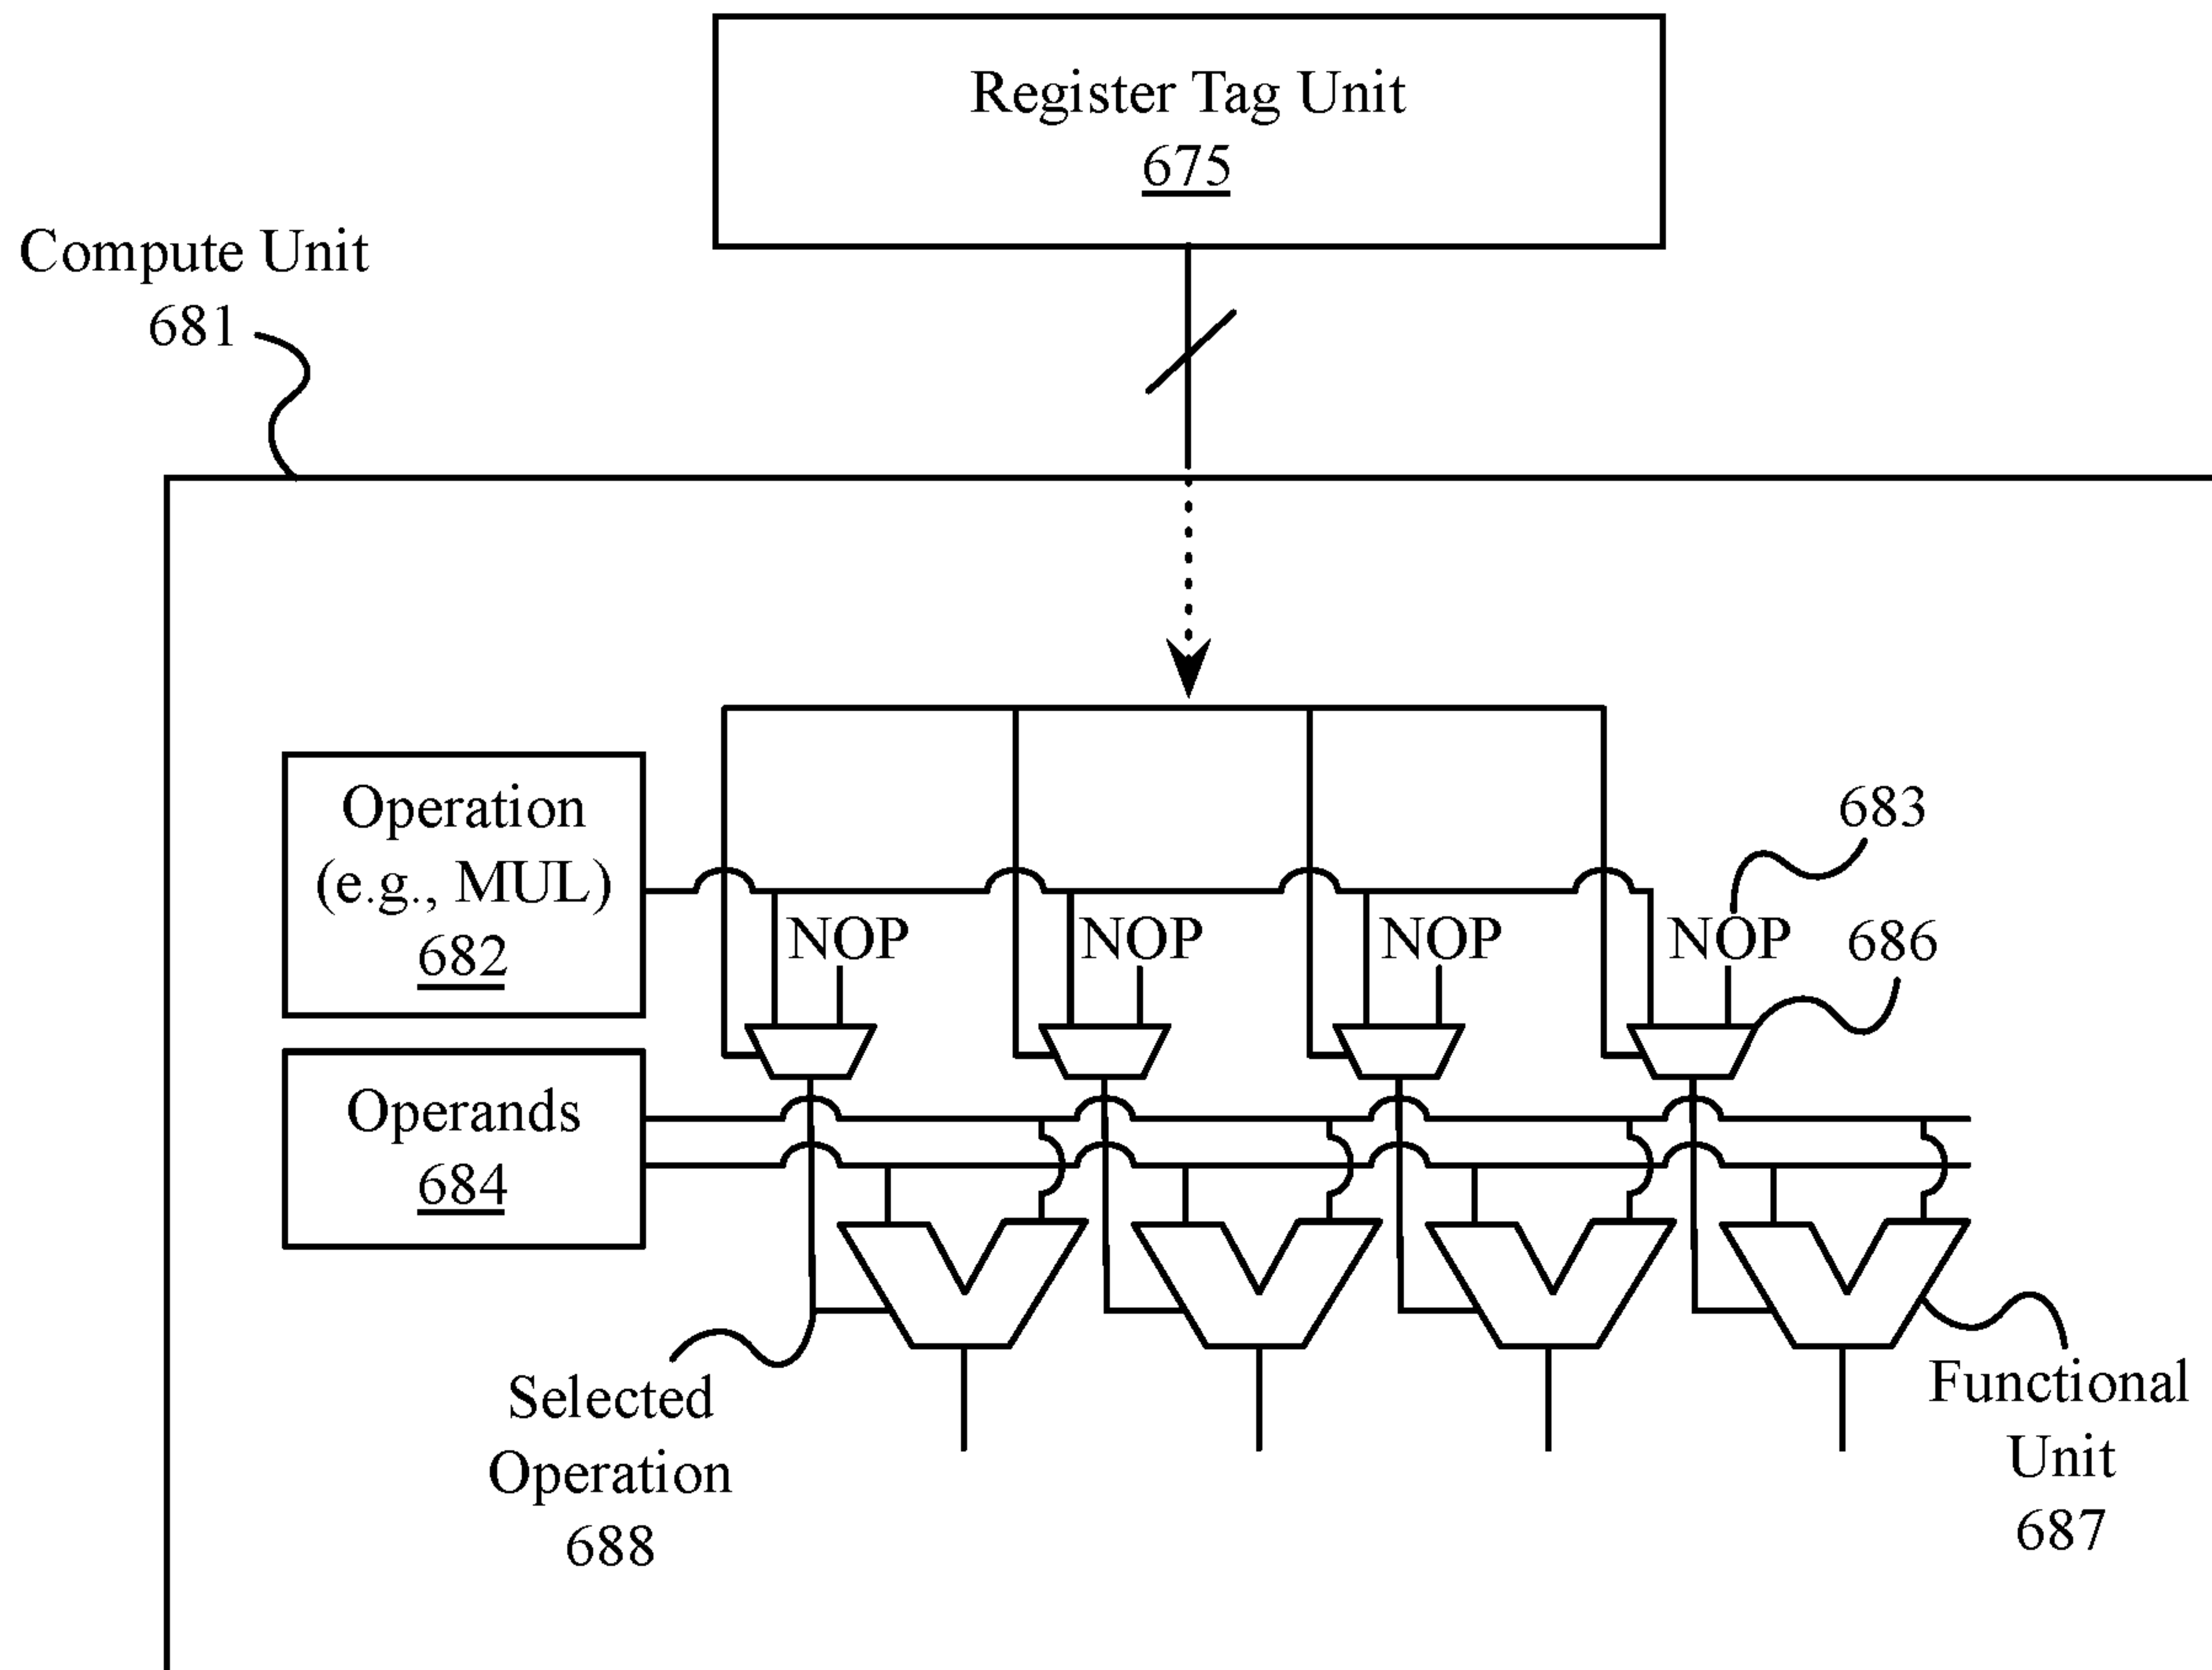 Register Tag Unit
675
Compute Unit
681
Operation
(e.g., MUL)
682
683
NOP NOP NOP NOP
686
Operands
684
Selected
Operation
688
Functional
Unit
687